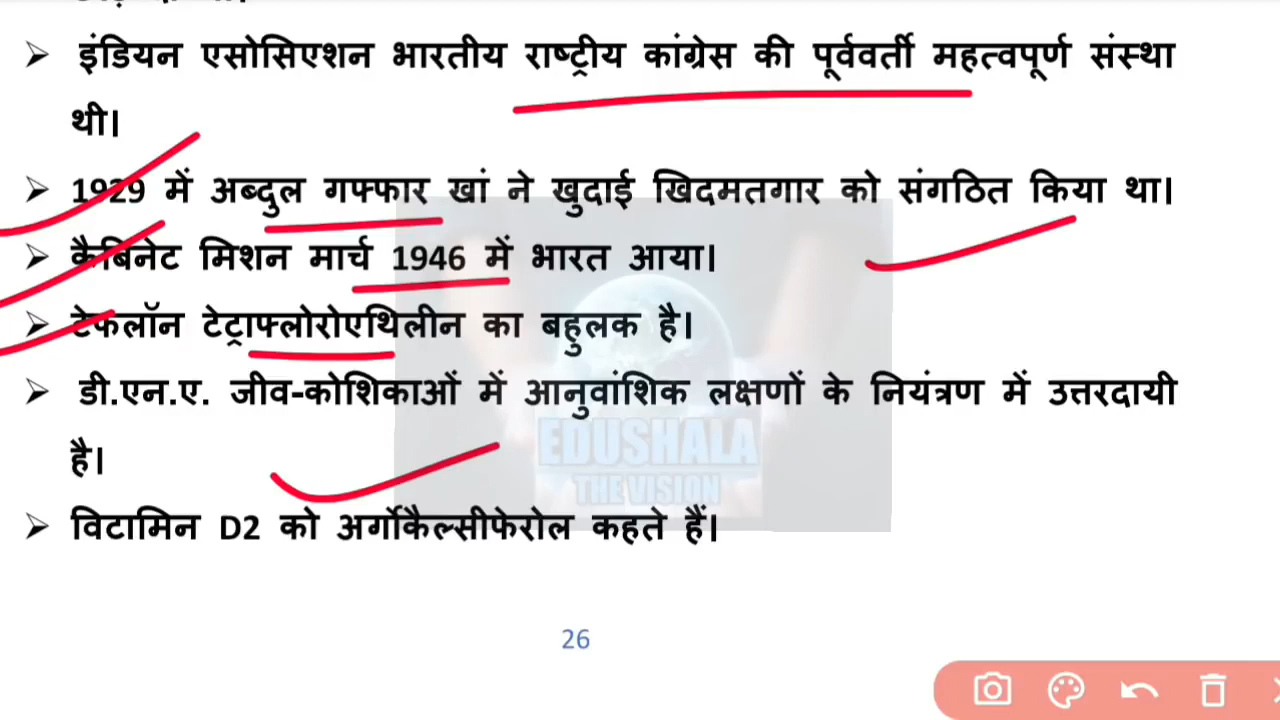 ➢ इंडियन एसोसिएशन भारतीय राष्ट्रीय कांग्रेस की पूर्ववर्ती महत्वपूर्ण संस्था
थी।
➢ 1929 में अब्दुल गफ्फार खां ने खुदाई खिदमतगार को संगठित किया था।
➢ कैबिनेट मिशन मार्च 1946 में भारत आया।
➢ टेफलॉन टेट्राफ्लोरोएथिलीन का बहुलक है।
➢ डी.एन.ए. जीव-कोशिकाओं में आनुवांशिक लक्षणों के नियंत्रण में उत्तरदायी
है।
EDUSHALA
THE VISION
➢ विटामिन D2 को अर्गोकैल्सीफेरोल कहते हैं।
26